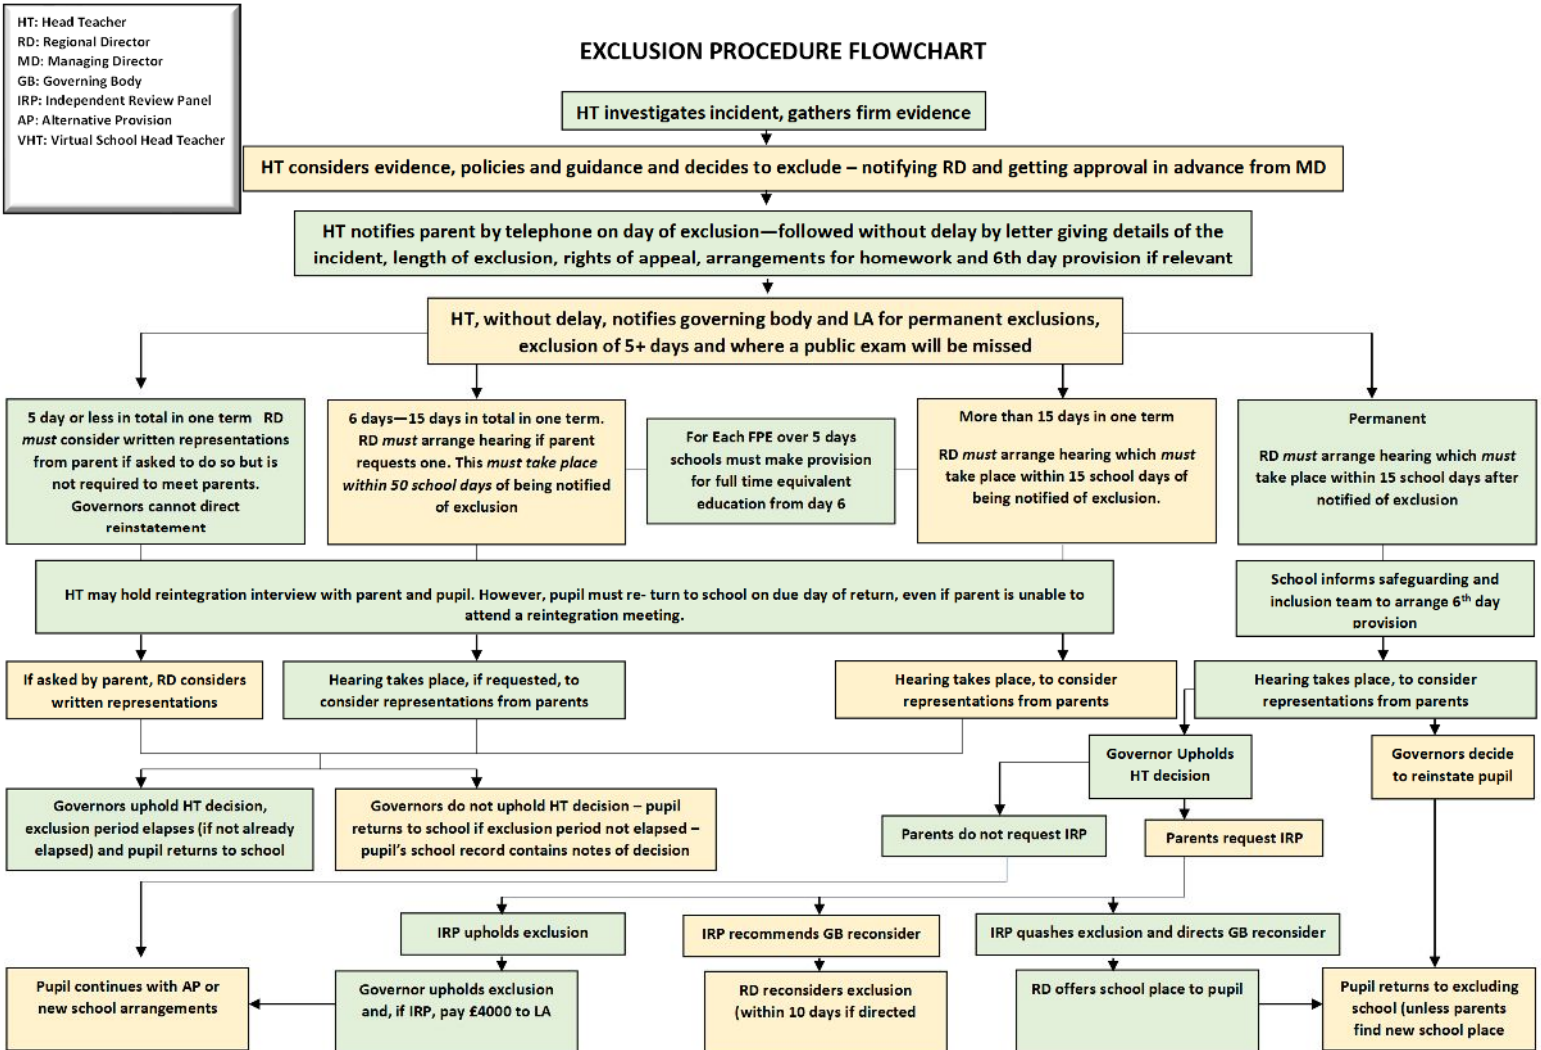 HT: Head Teacher
RD: Regional Director
MD: Managing Director
GB: Governing Body
IRP: Independent Review Panel
AP: Alternative Provision
VHT: Virtual School Head Teacher
EXCLUSION PROCEDURE FLOWCHART
HT investigates incident, gathers firm evidence
HT considers evidence, policies and guidance and decides to exclude – notifying RD and getting approval in advance from MD
HT notifies parent by telephone on day of exclusion—followed without delay by letter giving details of the
incident, length of exclusion, rights of appeal, arrangements for homework and 6th day provision if relevant
HT, without delay, notifies governing body and LA for permanent exclusions,
exclusion of 5+ days and where a public exam will be missed
5 day or less in total in one term RD
must consider written representations
from parent if asked to do so but is
not required to meet parents.
Governors cannot direct
reinstatement
6 days—15 days in total in one term.
RD must arrange hearing if parent
requests one. This must take place
within 50 school days of being notified
of exclusion
For Each FPE over 5 days
schools must make provision
for full time equivalent
education from day 6
More than 15 days in one term
RD must arrange hearing which must
take place within 15 school days of
being notified of exclusion.
Permanent
RD must arrange hearing which must
take place within 15 school days after
notified of exclusion
HT may hold reintegration interview with parent and pupil. However, pupil must re- turn to school on due day of return, even if parent is unable to
attend a reintegration meeting.
School informs safeguarding and
inclusion team to arrange 6th day
provision
If asked by parent, RD considers
written representations
Hearing takes place, if requested, to
consider representations from parents
Hearing takes place, to consider
representations from parents
Hearing takes place, to consider
representations from parents
Governor Upholds
HT decision
Governors decide
to reinstate pupil
Governors uphold HT decision,
exclusion period elapses (if not already
elapsed) and pupil returns to school
Governors do not uphold HT decision – pupil
returns to school if exclusion period not elapsed –
pupil's school record contains notes of decision
Parents do not request IRP
Parents request IRP
IRP upholds exclusion
IRP recommends GB reconsider
IRP quashes exclusion and directs GB reconsider
Pupil continues with AP or
new school arrangements
Governor upholds exclusion
and, if IRP, pay £4000 to LA
RD reconsiders exclusion
(within 10 days if directed
RD offers school place to pupil
Pupil returns to excluding
school (unless parents
find new school place